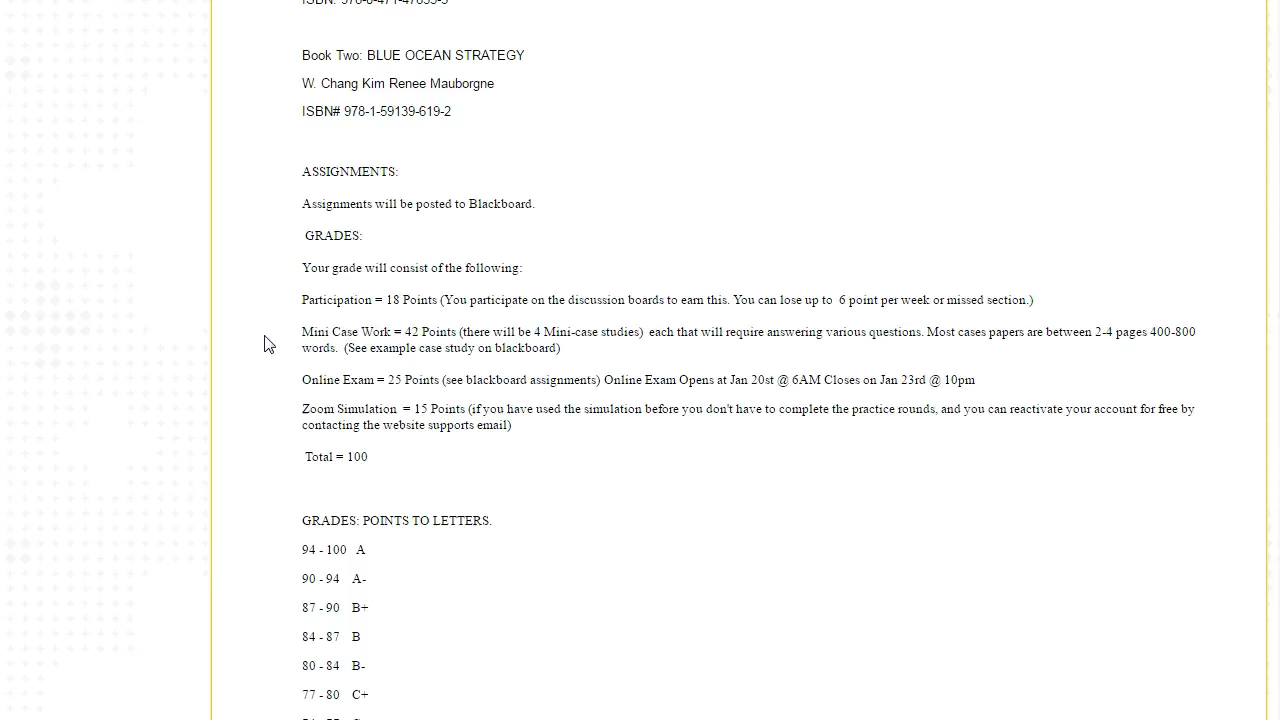 Book Two: BLUE OCEAN STRATEGY
W. Chang Kim Renee Mauborgne
ISBN# 978-1-59139-619-2
ASSIGNMENTS:
Assignments will be posted to Blackboard.
GRADES:
Your grade will consist of the following:
Participation = 18 Points (You participate on the discussion boards to earn this. You can lose up to  6 point per week or missed section.)
Mini Case Work = 42 Points (there will be 4 Mini-case studies)  each that will require answering various questions. Most cases papers are between 2-4 pages 400-800
words.  (See example case study on blackboard)
Online Exam = 25 Points (see blackboard assignments) Online Exam Opens at Jan 20st @ 6AM Closes on Jan 23rd @ 10pm
Zoom Simulation  = 15 Points (if you have used the simulation before you don't have to complete the practice rounds, and you can reactivate your account for free by
contacting the website supports email)
Total = 100
GRADES: POINTS TO LETTERS.
94 - 100   A
90 - 94   A-
87 - 90   B+
84 - 87   B
80 - 84   B-
77 - 80   C+